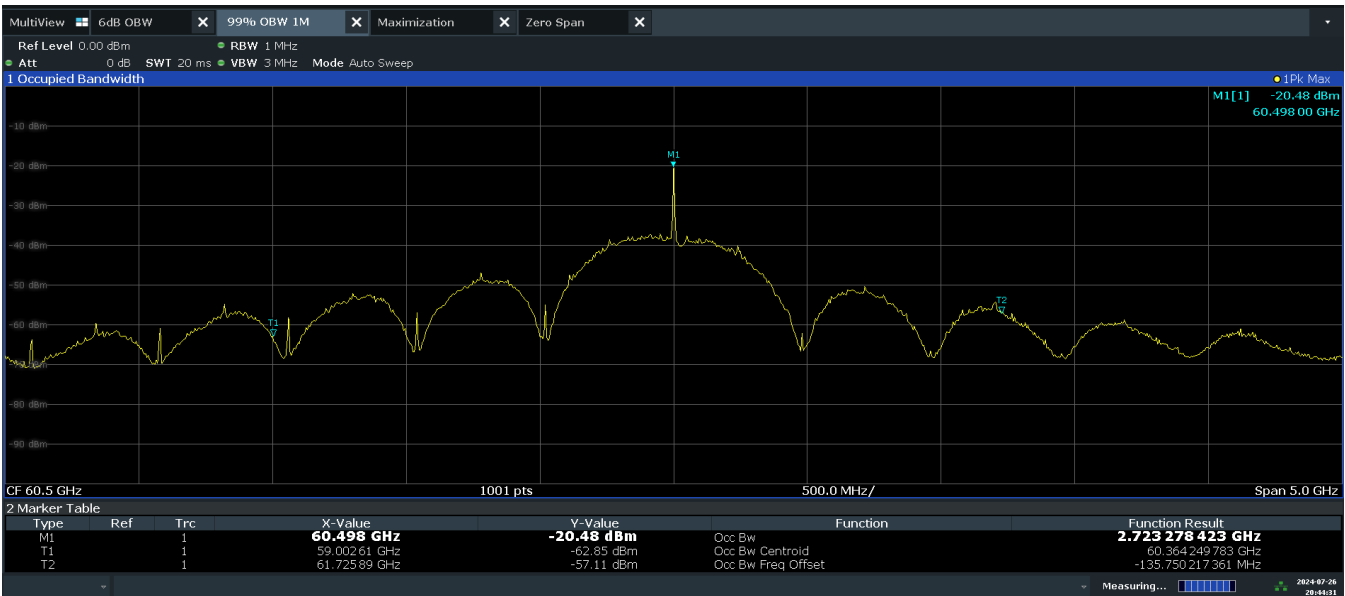 MultiView 6dB OBW X 99% OBW 1M X Maximization X Zero Span X
Ref Level 0.00 dBm RBW 1 MHz
Att 0 dB SWT 20 ms VBW 3 MHz Mode Auto Sweep
1 Occupied Bandwidth 1Pk Max
M1[1] -20.48 dBm
60.498 00 GHz
-10 dBm
M1
-20 dBm
-30 dBm
-40 dBm
-50 dBm
T2
-60 dBm
T1
-80 dBm
-90 dBm
CF 60.5 GHz 1001 pts 500.0 MHz/ Span 5.0 GHz
2 Marker Table
Type Ref Trc X-Value Y-Value Function Function Result
M1 1 60.498 GHz -20.48 dBm Occ Bw 2.723 278 423 GHz
T1 1 59.002 61 GHz -62.85 dBm Occ Bw Centroid 60.364 249 783 GHz
T2 1 61.725 89 GHz -57.11 dBm Occ Bw Freq Offset -135.750 217 361 MHz
Measuring... 2024-07-26
20:44:31